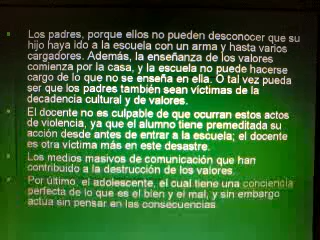 Los padres, porque ellos no pueden desconocer que su
hijo haya ido a la escuela con un arma y hasta varios
cargadores. Además, la enseñanza de los valores
comienza por la casa, y la escuela no puede hacerse
cargo de lo que no se enseña en ella. O tal vez pueda
ser que los padres también sean víctimas de la
decadencia cultural y de valores.
El docente no es culpable de que ocurran estos actos
de violencia, ya que el alumno tiene premeditada su
acción desde antes de entrar a la escuela; el docente
es otra víctima más en este desastre.
Los medios masivos de comunicación que han
contribuido a la destrucción de los valores.
Por último, el adolescente, el cual tiene una conciencia
perfecta de lo que es el bien y el mal, y sin embargo
actúa sin pensar en las consecuencias.